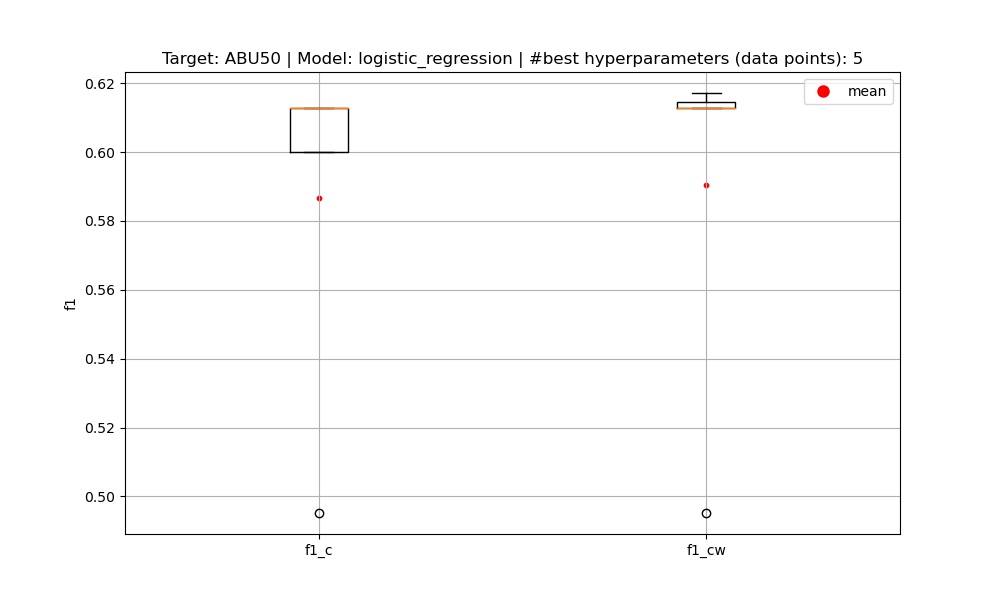 Target: ABU50 | Model: logistic_regression | #best hyperparameters (data points): 5
mean
0.62
0.60
0.58
0.56
0.54
0.52
0.50
f1
f1_c
f1_cw